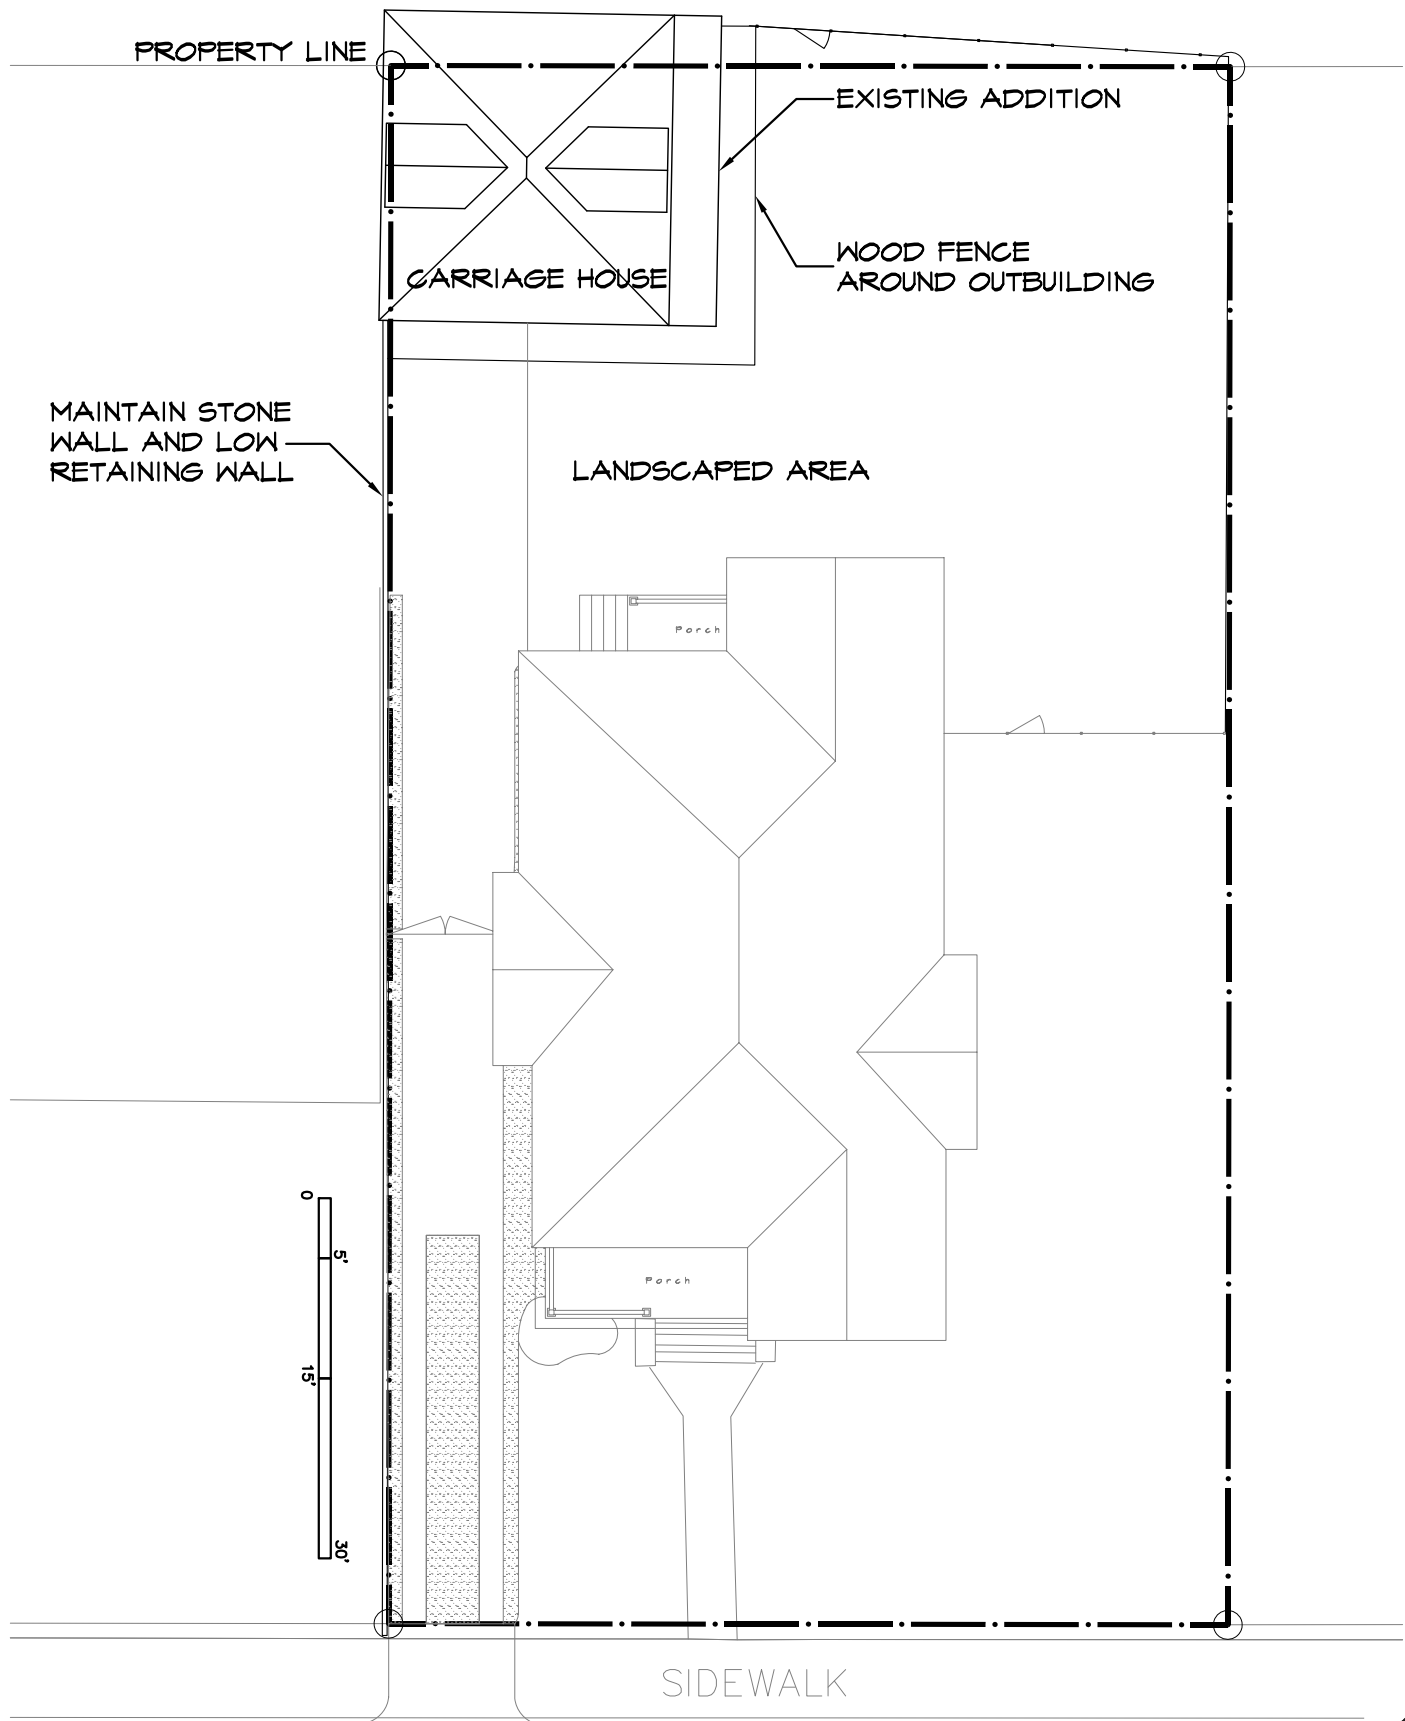 PROPERTY LINE
EXISTING ADDITION
WOOD FENCE
AROUND OUTBUILDING
CARRIAGE HOUSE
MAINTAIN STONE
WALL AND LOW
RETAINING WALL
LANDSCAPED AREA
Porch
0
5'
15'
30'
Porch
SIDEWALK